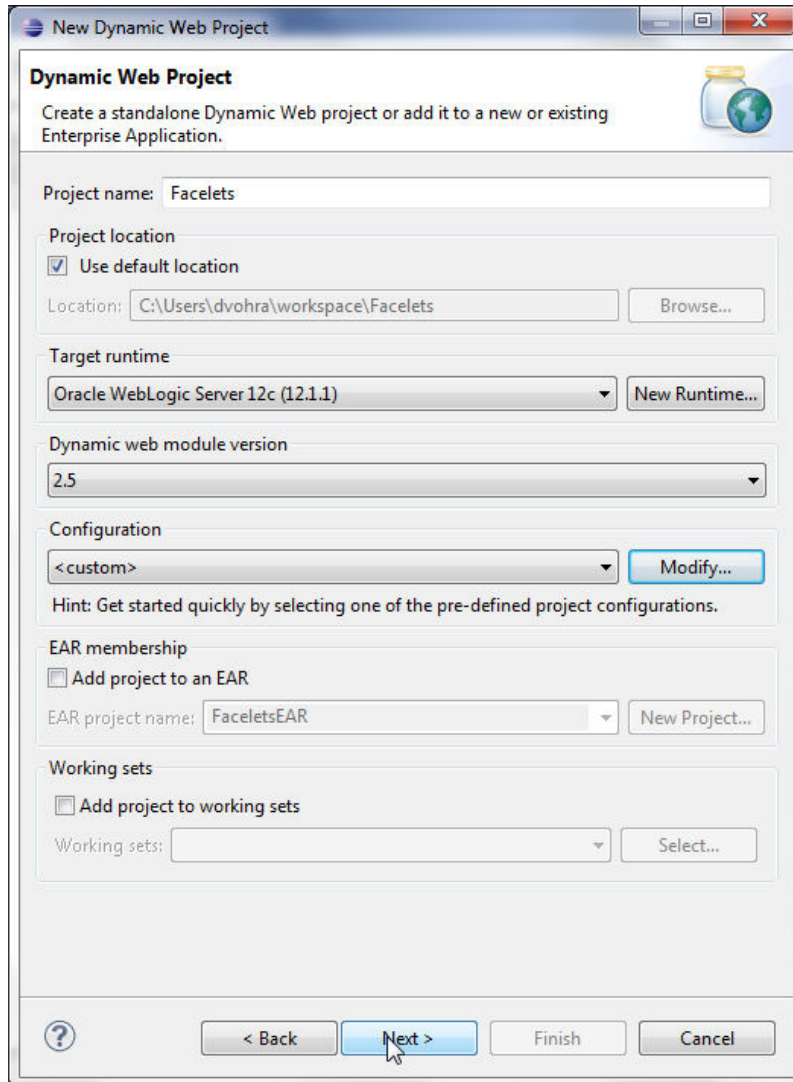 New Dynamic Web Project
Dynamic Web Project
Create a standalone Dynamic Web project or add it to a new or existing
Enterprise Application.
Project name: Facelets
Project location
Use default location
Location: C:\Users\dvohra\workspace\Facelets Browse...
Target runtime
Oracle WebLogic Server 12c (12.1.1) New Runtime...
Dynamic web module version
2.5
Configuration
<custom> Modify...
Hint: Get started quickly by selecting one of the pre-defined project configurations.
EAR membership
Add project to an EAR
EAR project name: FaceletsEAR New Project...
Working sets
Add project to working sets
Working sets: Select...
? < Back Next > Finish Cancel